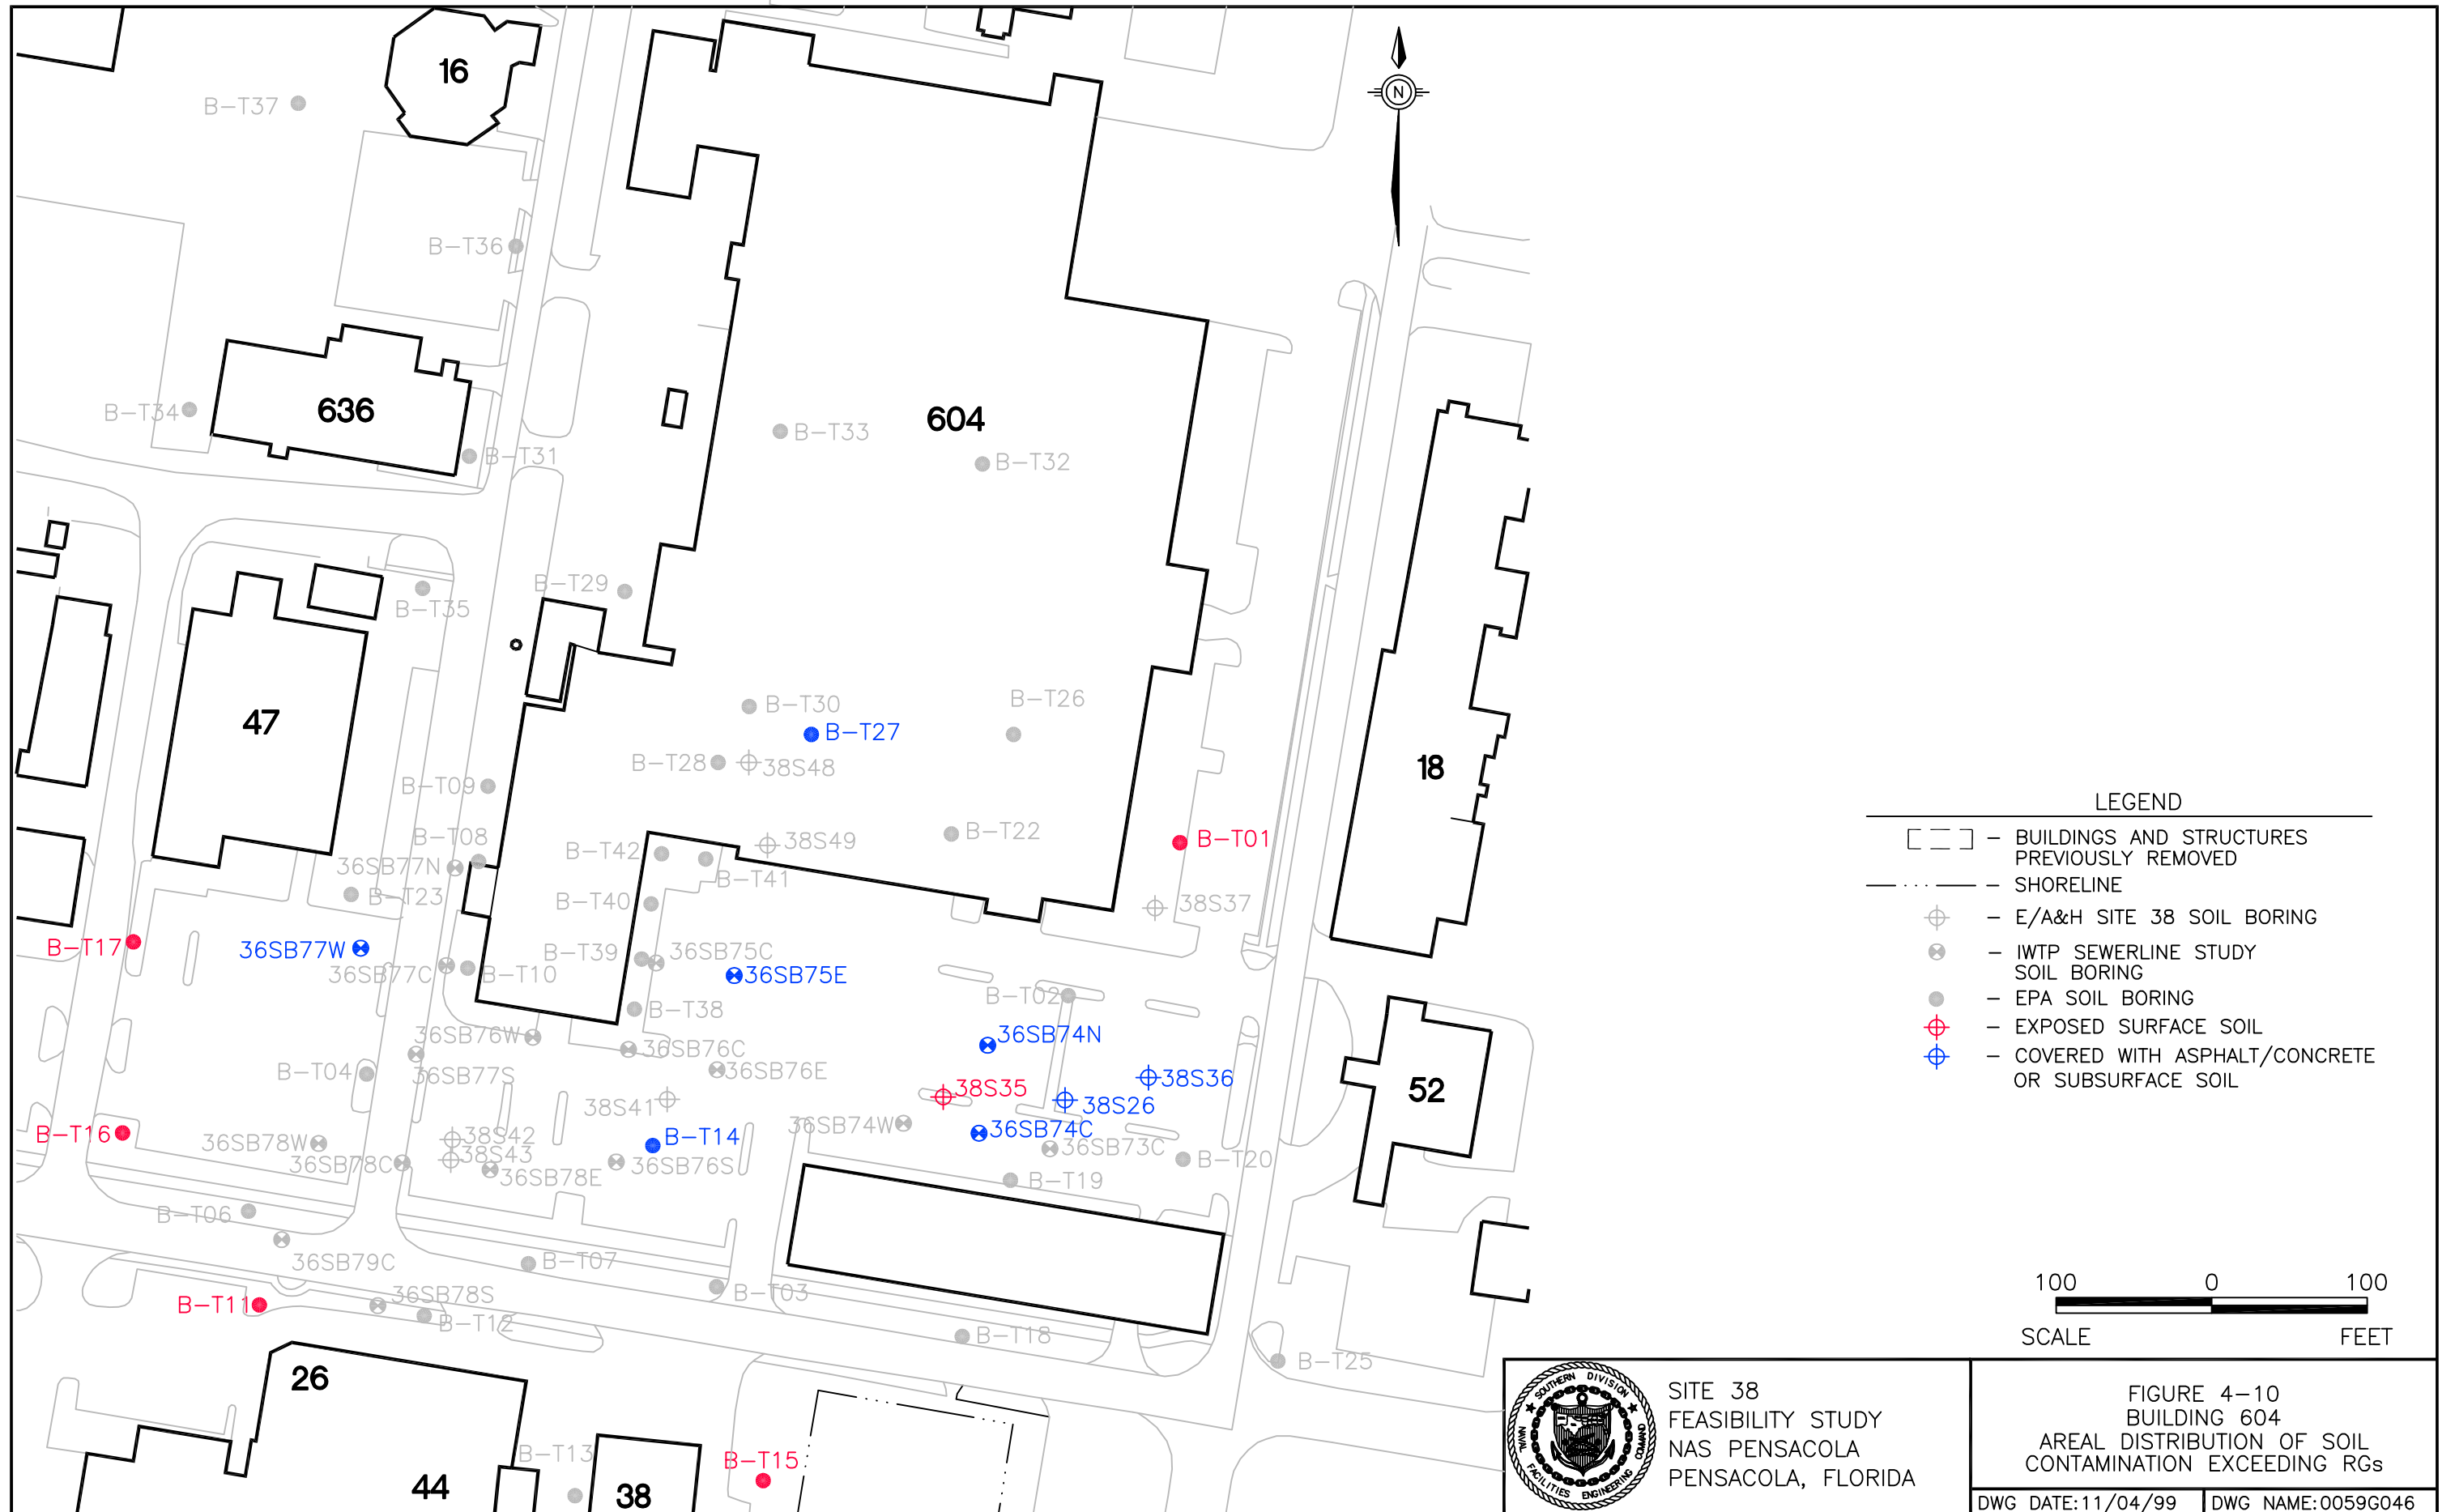 16
B-T37
N
B-T36
B-T34
636
604
B-T33
B-T31
B-T32
B-T29
B-T35
B-T30
B-T26
47
B-T27
B-T28
38S48
18
B-T09
B-T08
B-T22
B-T01
B-T42
38S49
36SB77N
B-T41
B-T23
B-T40
38S37
B-T17
36SB77W
B-T39
36SB75C
36SB77C
B-T10
36SB75E
B-T02
B-T38
36SB76W
36SB74N
36SB76C
B-T04
36SB77S
36SB76E
38S36
52
38S35
38S41
38S26
36SB74W
B-T16
36SB78W
38S42
B-T14
36SB74C
36SB78C
38S43
36SB76S
36SB73C
B-T20
36SB78E
B-T19
B-T06
36SB79C
B-T07
B-T03
B-T11
36SB78S
B-T12
B-T18
B-T25
26
B-T13
B-T15
44
38
LEGEND
– BUILDINGS AND STRUCTURES
PREVIOUSLY REMOVED
– SHORELINE
– E/A&H SITE 38 SOIL BORING
– IWTP SEWERLINE STUDY
SOIL BORING
– EPA SOIL BORING
– EXPOSED SURFACE SOIL
– COVERED WITH ASPHALT/CONCRETE
OR SUBSURFACE SOIL
100 0 100
SCALE FEET
SOUTHERN DIVISION
NAVAL FACILITIES ENGINEERING COMMAND
SITE 38
FEASIBILITY STUDY
NAS PENSACOLA
PENSACOLA, FLORIDA
FIGURE 4-10
BUILDING 604
AREAL DISTRIBUTION OF SOIL
CONTAMINATION EXCEEDING RGs
DWG DATE:11/04/99
DWG NAME:0059G046